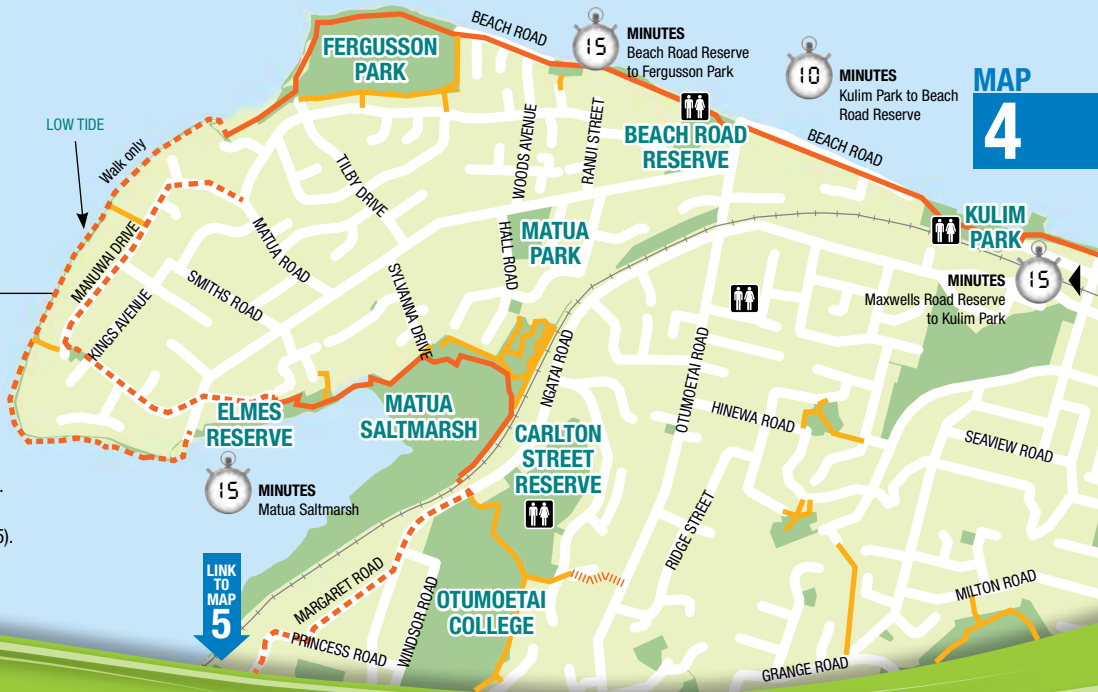 BEACH ROAD
15
MINUTES
Beach Road Reserve
to Fergusson Park
10
MINUTES
Kulim Park to Beach
Road Reserve
MAP
4
FERGUSSON
PARK
LOW TIDE
Walk only
WOODS AVENUE
RANUI STREET
BEACH ROAD
RESERVE
BEACH ROAD
TILBY DRIVE
MATUA ROAD
MANUWAI DRIVE
SMITHS ROAD
KINGS AVENUE
HALL ROAD
MATUA
PARK
KULIM
PARK
MINUTES
15
Maxwells Road Reserve
to Kulim Park
SYLVANNA DRIVE
NGATAI ROAD
OTUMOETAI ROAD
HINEWA ROAD
SEAVIEW ROAD
ELMES
RESERVE
MATUA
SALTMARSH
CARLTON
STREET
RESERVE
15
MINUTES
Matua Saltmarsh
5).
RIDGE STREET
LINK
TO
MAP
5
MARGARET ROAD
PRINCESS ROAD
WINDSOR ROAD
OTUMOETAI
COLLEGE
MILTON ROAD
GRANGE ROAD